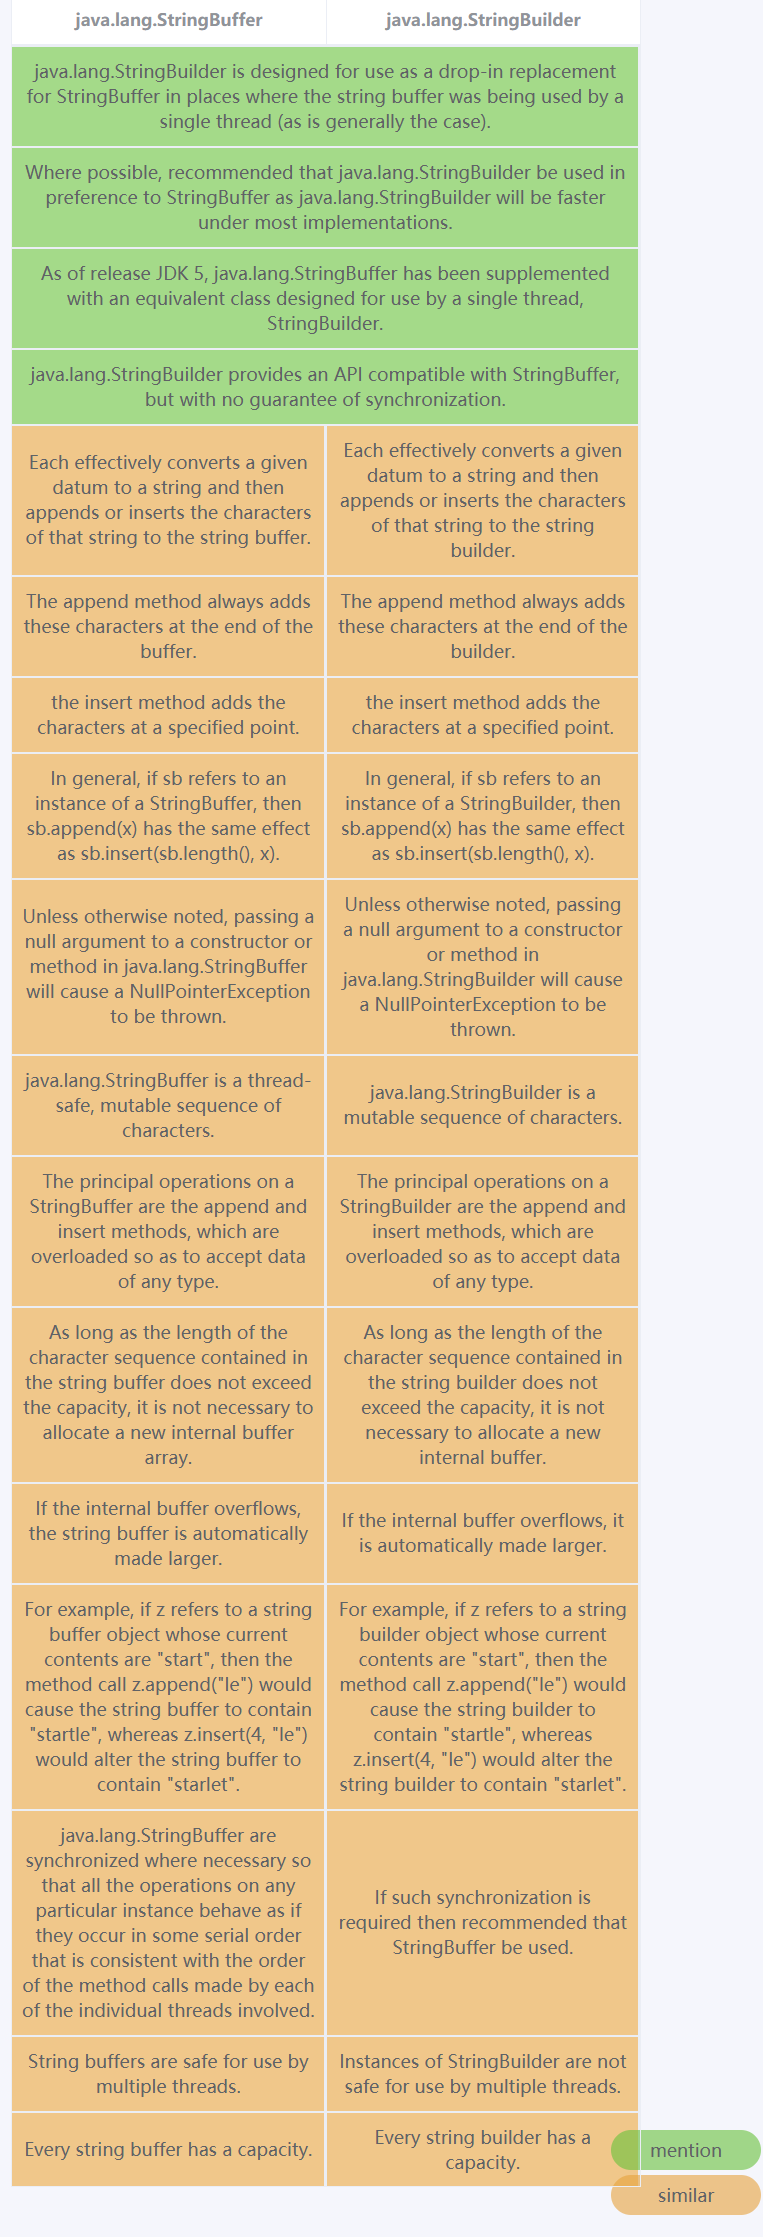 java.lang.StringBuffer
java.lang.StringBuilder
java.lang.StringBuilder is designed for use as a drop-in replacement
for StringBuffer in places where the string buffer was being used by a
single thread (as is generally the case).
Where possible, recommended that java.lang.StringBuilder be used in
preference to StringBuffer as java.lang.StringBuilder will be faster
under most implementations.
As of release JDK 5, java.lang.StringBuffer has been supplemented
with an equivalent class designed for use by a single thread,
StringBuilder.
java.lang.StringBuilder provides an API compatible with StringBuffer,
but with no guarantee of synchronization.
Each effectively converts a given
datum to a string and then
appends or inserts the characters
of that string to the string buffer.
Each effectively converts a given
datum to a string and then
appends or inserts the characters
of that string to the string
builder.
The append method always adds
these characters at the end of the
buffer.
The append method always adds
these characters at the end of the
builder.
the insert method adds the
characters at a specified point.
the insert method adds the
characters at a specified point.
In general, if sb refers to an
instance of a StringBuffer, then
sb.append(x) has the same effect
as sb.insert(sb.length(), x).
In general, if sb refers to an
instance of a StringBuilder, then
sb.append(x) has the same effect
as sb.insert(sb.length(), x).
Unless otherwise noted, passing a
null argument to a constructor or
method in java.lang.StringBuffer
will cause a NullPointerException
to be thrown.
Unless otherwise noted, passing
a null argument to a constructor
or method in
java.lang.StringBuilder will cause
a NullPointerException to be
thrown.
java.lang.StringBuffer is a thread-
safe, mutable sequence of
characters.
java.lang.StringBuilder is a
mutable sequence of characters.
The principal operations on a
StringBuffer are the append and
insert methods, which are
overloaded so as to accept data
of any type.
The principal operations on a
StringBuilder are the append and
insert methods, which are
overloaded so as to accept data
of any type.
As long as the length of the
character sequence contained in
the string buffer does not exceed
the capacity, it is not necessary to
allocate a new internal buffer
array.
As long as the length of the
character sequence contained in
the string builder does not
exceed the capacity, it is not
necessary to allocate a new
internal buffer.
If the internal buffer overflows,
the string buffer is automatically
made larger.
If the internal buffer overflows, it
is automatically made larger.
For example, if z refers to a string
buffer object whose current
contents are "start", then the
method call z.append("le") would
cause the string buffer to contain
"startle", whereas z.insert(4, "le")
would alter the string buffer to
contain "starlet".
For example, if z refers to a string
builder object whose current
contents are "start", then the
method call z.append("le") would
cause the string builder to
contain "startle", whereas
z.insert(4, "le") would alter the
string builder to contain "starlet".
java.lang.StringBuffer are
synchronized where necessary so
that all the operations on any
particular instance behave as if
they occur in some serial order
that is consistent with the order
of the method calls made by each
of the individual threads involved.
If such synchronization is
required then recommended that
StringBuffer be used.
String buffers are safe for use by
multiple threads.
Instances of StringBuilder are not
safe for use by multiple threads.
Every string buffer has a capacity.
Every string builder has a
capacity.
mention
similar